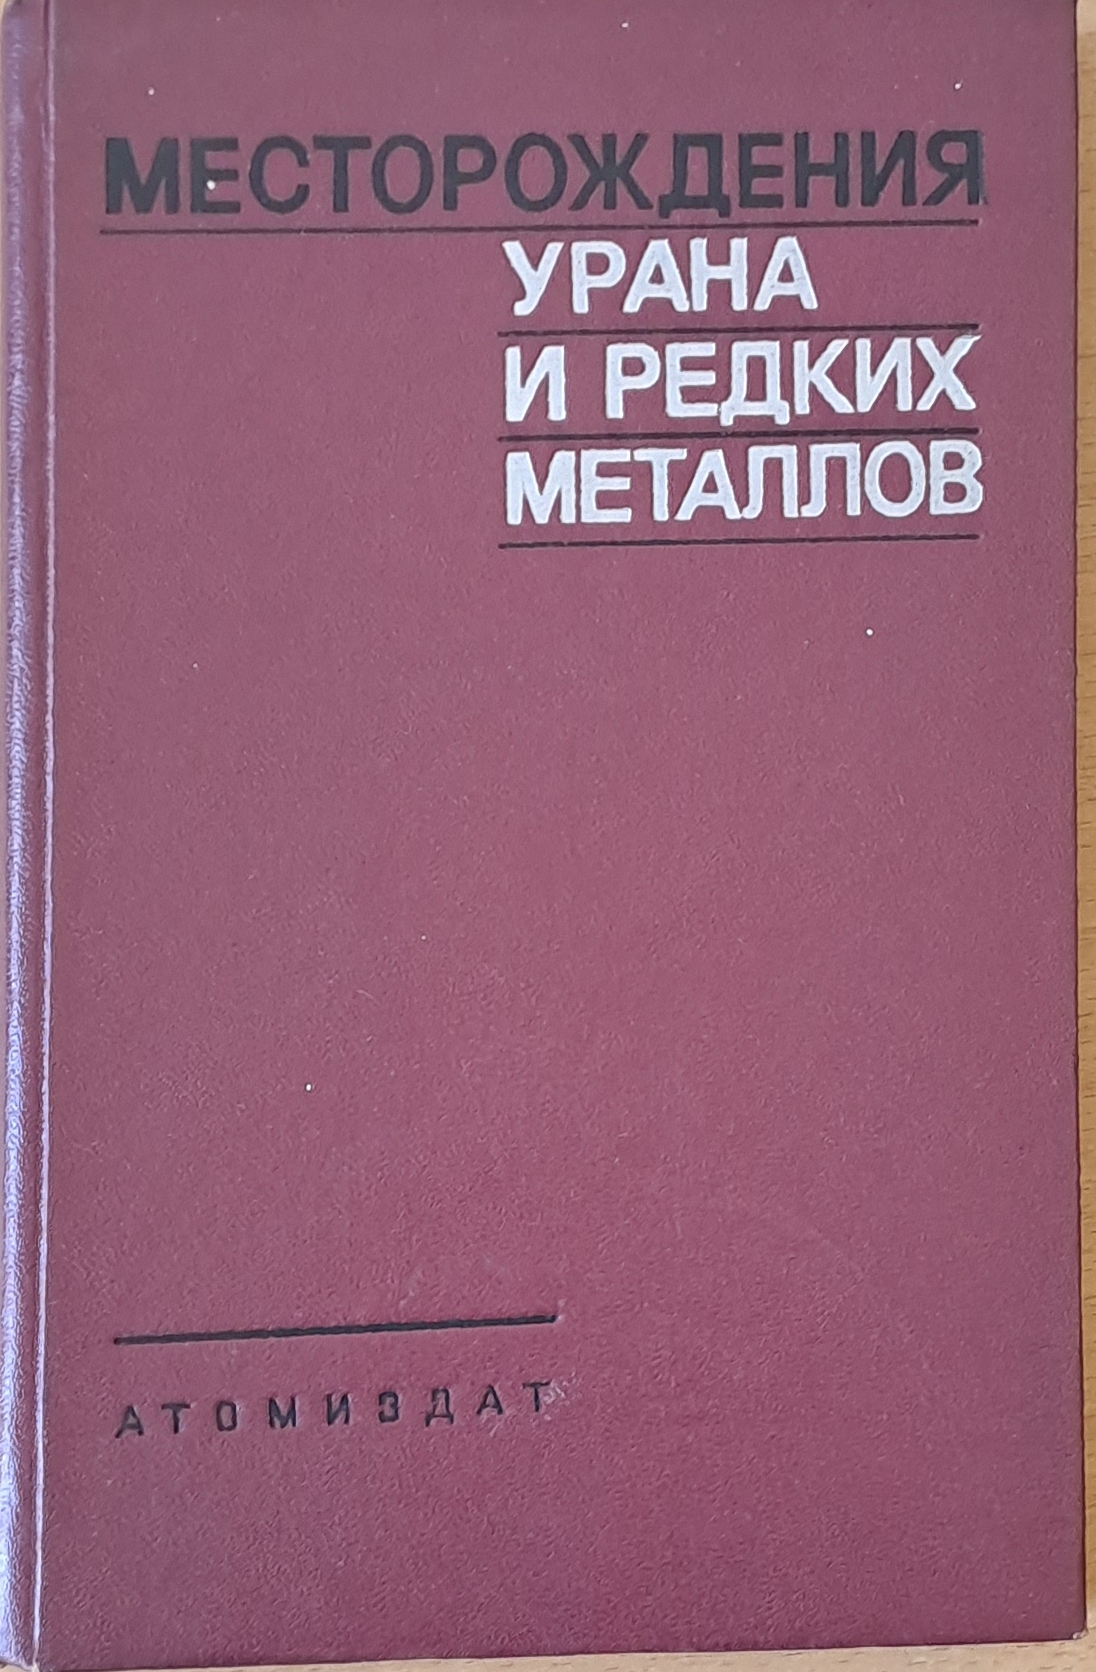 МЕСТОРОЖДЕНИЯ
УРАНА
И РЕДКИХ
МЕТАЛЛОВ
АТОМИЗДАТ